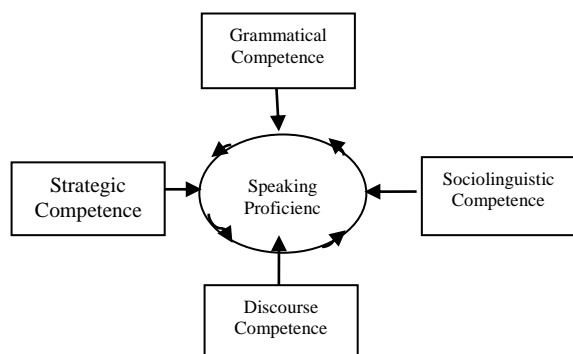 Grammatical
Competence
Strategic
Competence
Speaking
Proficienc
Sociolinguistic
Competence
Discourse
Competence